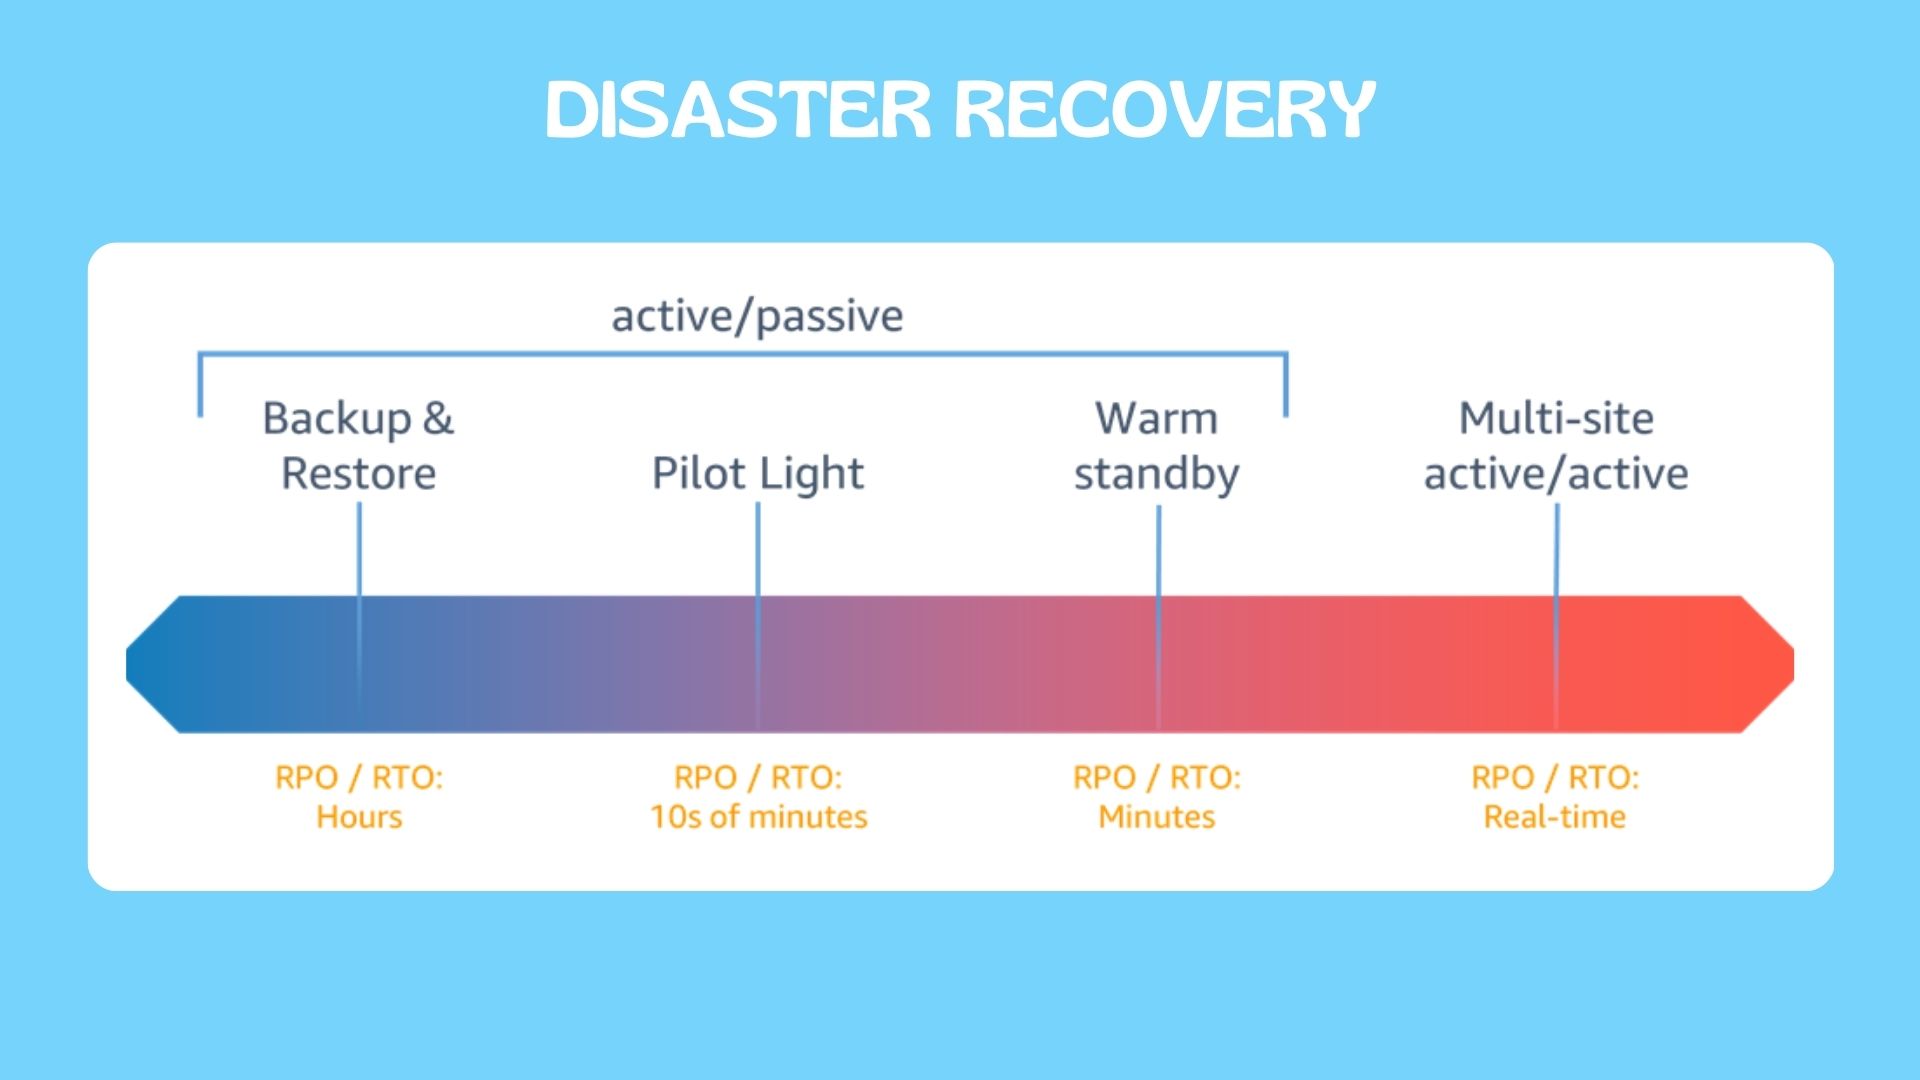 DISASTER RECOVERY
active/passive
Backup &
Restore
Pilot Light
Warm
standby
Multi-site
active/active
RPO / RTO:
Hours
RPO / RTO:
10s of minutes
RPO / RTO:
Minutes
RPO / RTO:
Real-time